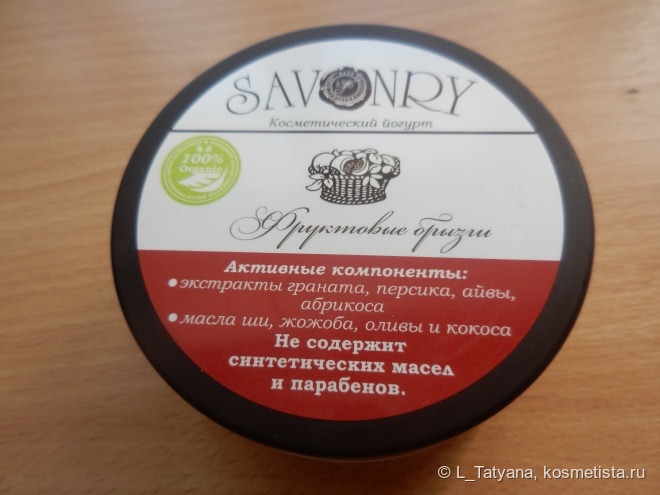 SAVONRY
Косметический йогурт
100%
Organic
Фруктовые брызги
Активные компоненты:
•экстракты граната, персика, айвы,
абрикоса
•масла ши, жожоба, оливы и кокоса
Не содержит
синтетических масел
и парабенов.
© L_Tatyana, kosmetista.ru